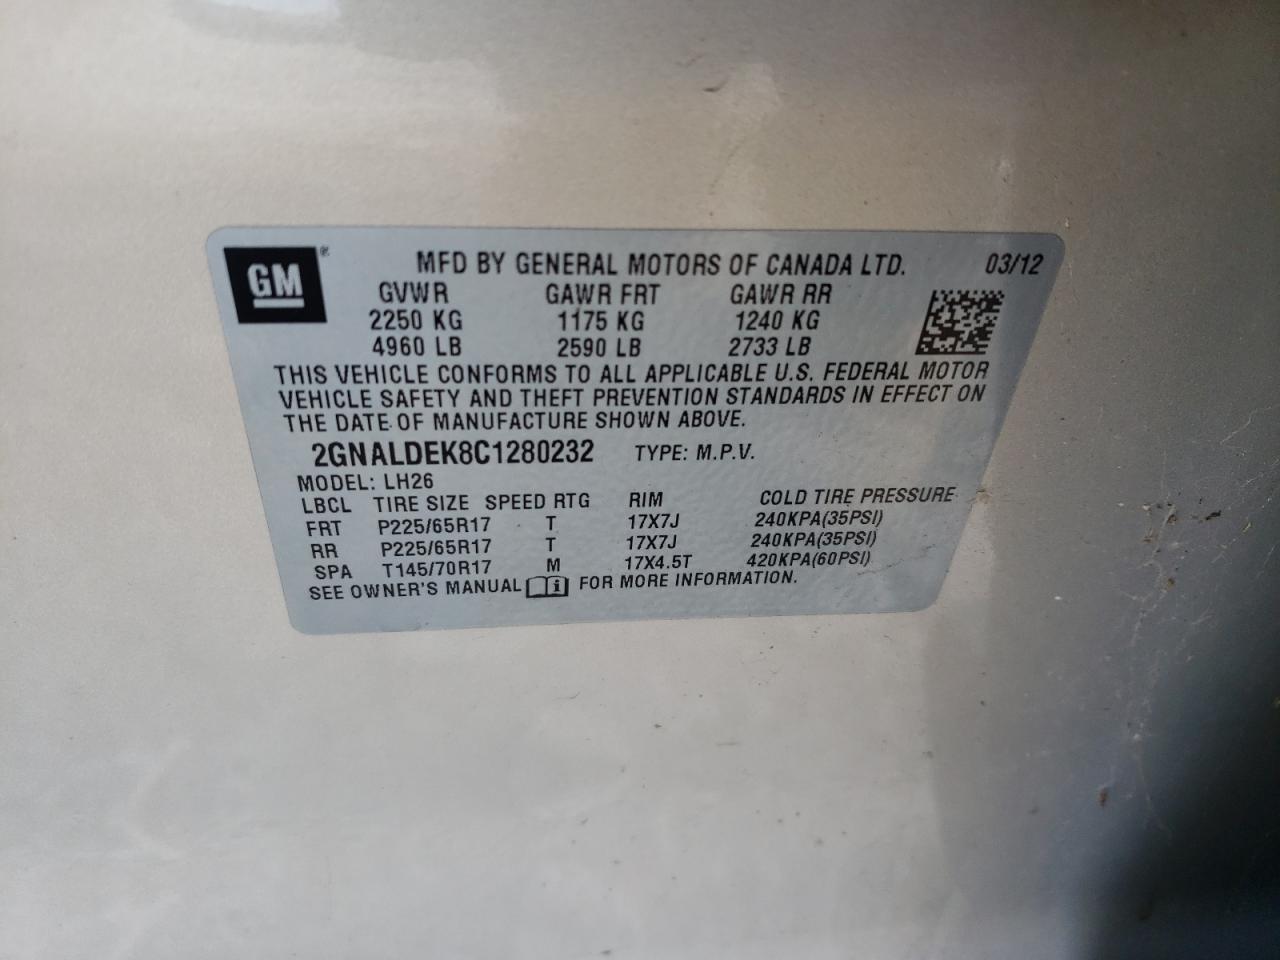 GM®
MFD BY GENERAL MOTORS OF CANADA LTD. 03/12
GVWR GAWR FRT GAWR RR
2250 KG 1175 KG 1240 KG
4960 LB 2590 LB 2733 LB
THIS VEHICLE CONFORMS TO ALL APPLICABLE U.S. FEDERAL MOTOR
VEHICLE SAFETY AND THEFT PREVENTION STANDARDS IN EFFECT ON
THE DATE OF MANUFACTURE SHOWN ABOVE.
2GNALDEK8C1280232 TYPE: M.P.V.
MODEL: LH26
LBCL TIRE SIZE SPEED RTG RIM COLD TIRE PRESSURE
FRT P225/65R17 T 17X7J 240KPA(35PSI)
RR P225/65R17 T 17X7J 240KPA(35PSI)
SPA T145/70R17 M 17X4.5T 420KPA(60PSI)
SEE OWNER'S MANUAL i FOR MORE INFORMATION.